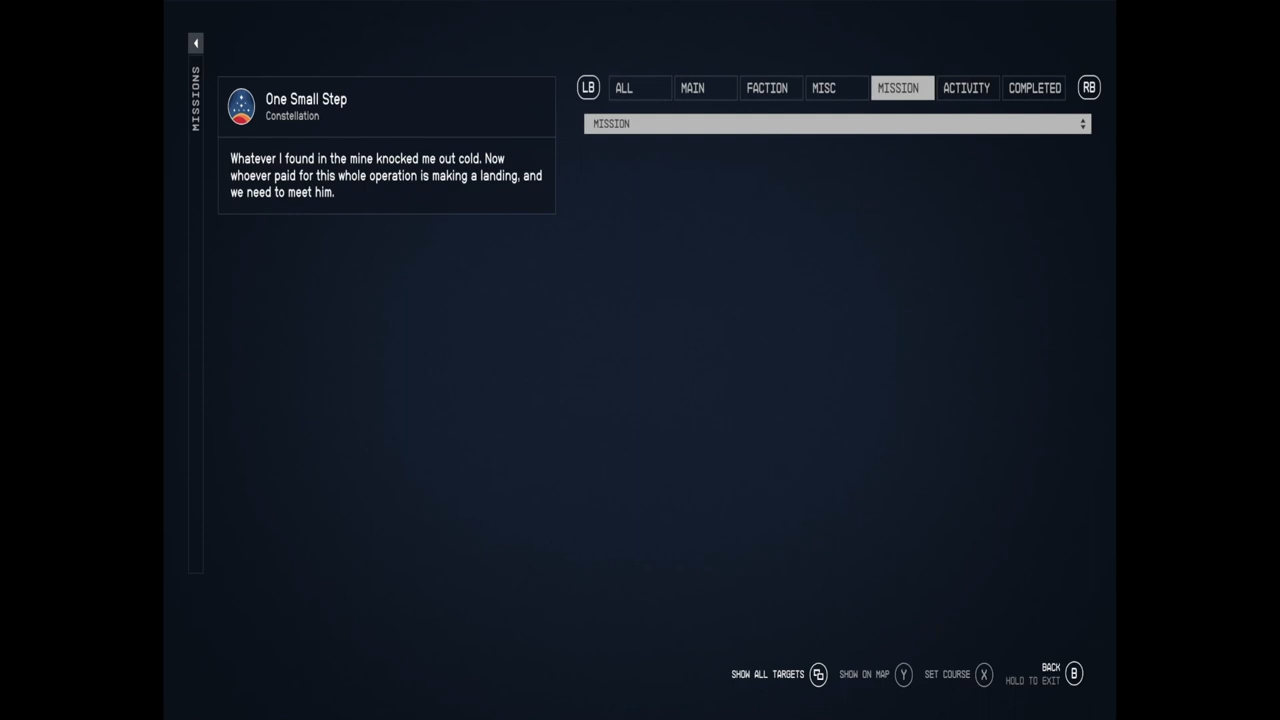 MISSIONS
One Small Step
Constellation
Whatever I found in the mine knocked me out cold. Now
whoever paid for this whole operation is making a landing, and
we need to meet him.
LB ALL MAIN FACTION MISC MISSION ACTIVITY COMPLETED RB
MISSION
SHOW ALL TARGETS SHOW ON MAP Y SET COURSE X BACK B
HOLD TO EXIT